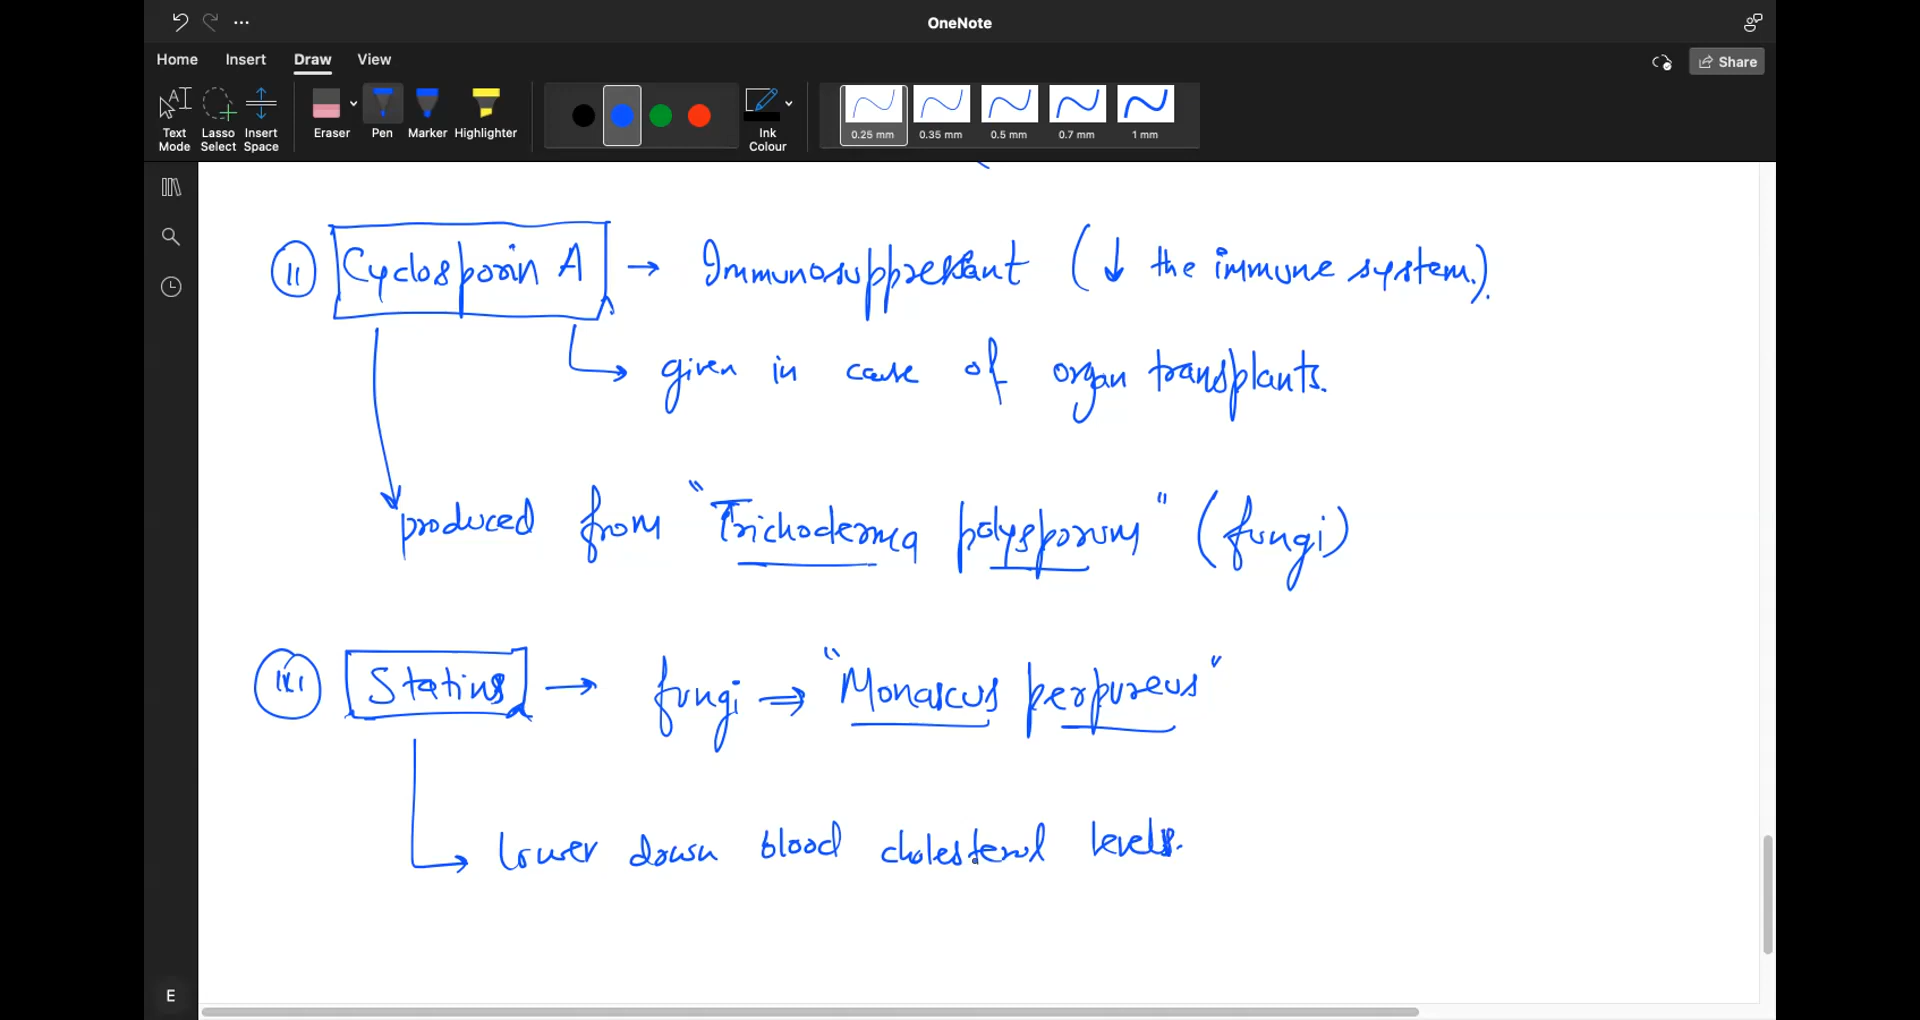 OneNote
Home Insert Draw View
Share
Text Mode
Lasso Select
Insert Space
Eraser
Pen
Marker
Highlighter
Ink Colour
0.25 mm
0.35 mm
0.5 mm
0.7 mm
1 mm
(ii) Cyclosporin A → Immunosuppressant (↓ the immune system.).
→ given in case of organ transplants.
produced from "Trichoderma polysporum" (fungi)
(iii) Statins → fungi ⇒ "Monascus perpureus"
→ Lower down blood cholesterol levels.
E